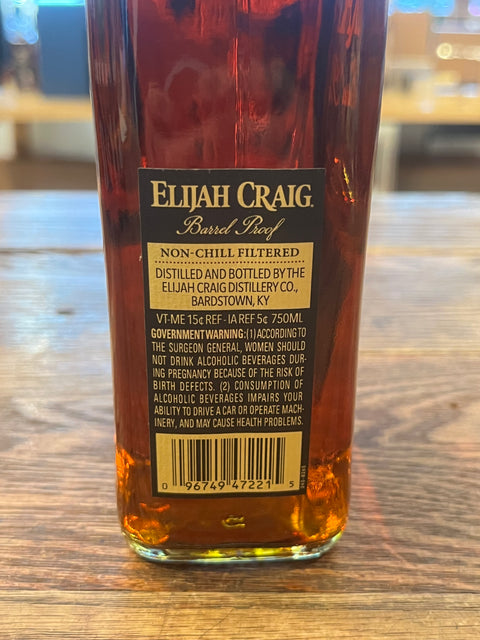 ELIJAH CRAIG.
Barrel Proof
NON-CHILL FILTERED
DISTILLED AND BOTTLED BY THE
ELIJAH CRAIG DISTILLERY CO.,
BARDSTOWN, KY
VT-ME 15¢ REF - IA REF 5¢ 750ML
GOVERNMENT WARNING: (1) ACCORDING TO
THE SURGEON GENERAL, WOMEN SHOULD
NOT DRINK ALCOHOLIC BEVERAGES DUR-
ING PREGNANCY BECAUSE OF THE RISK OF
BIRTH DEFECTS. (2) CONSUMPTION OF
ALCOHOLIC BEVERAGES IMPAIRS YOUR
ABILITY TO DRIVE A CAR OR OPERATE MACH-
INERY, AND MAY CAUSE HEALTH PROBLEMS.
0 96749 47221 5